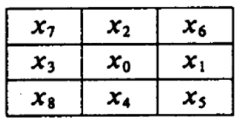 x₇ x₂ x₆
x₃ x₀ x₁
x₈ x₄ x₅